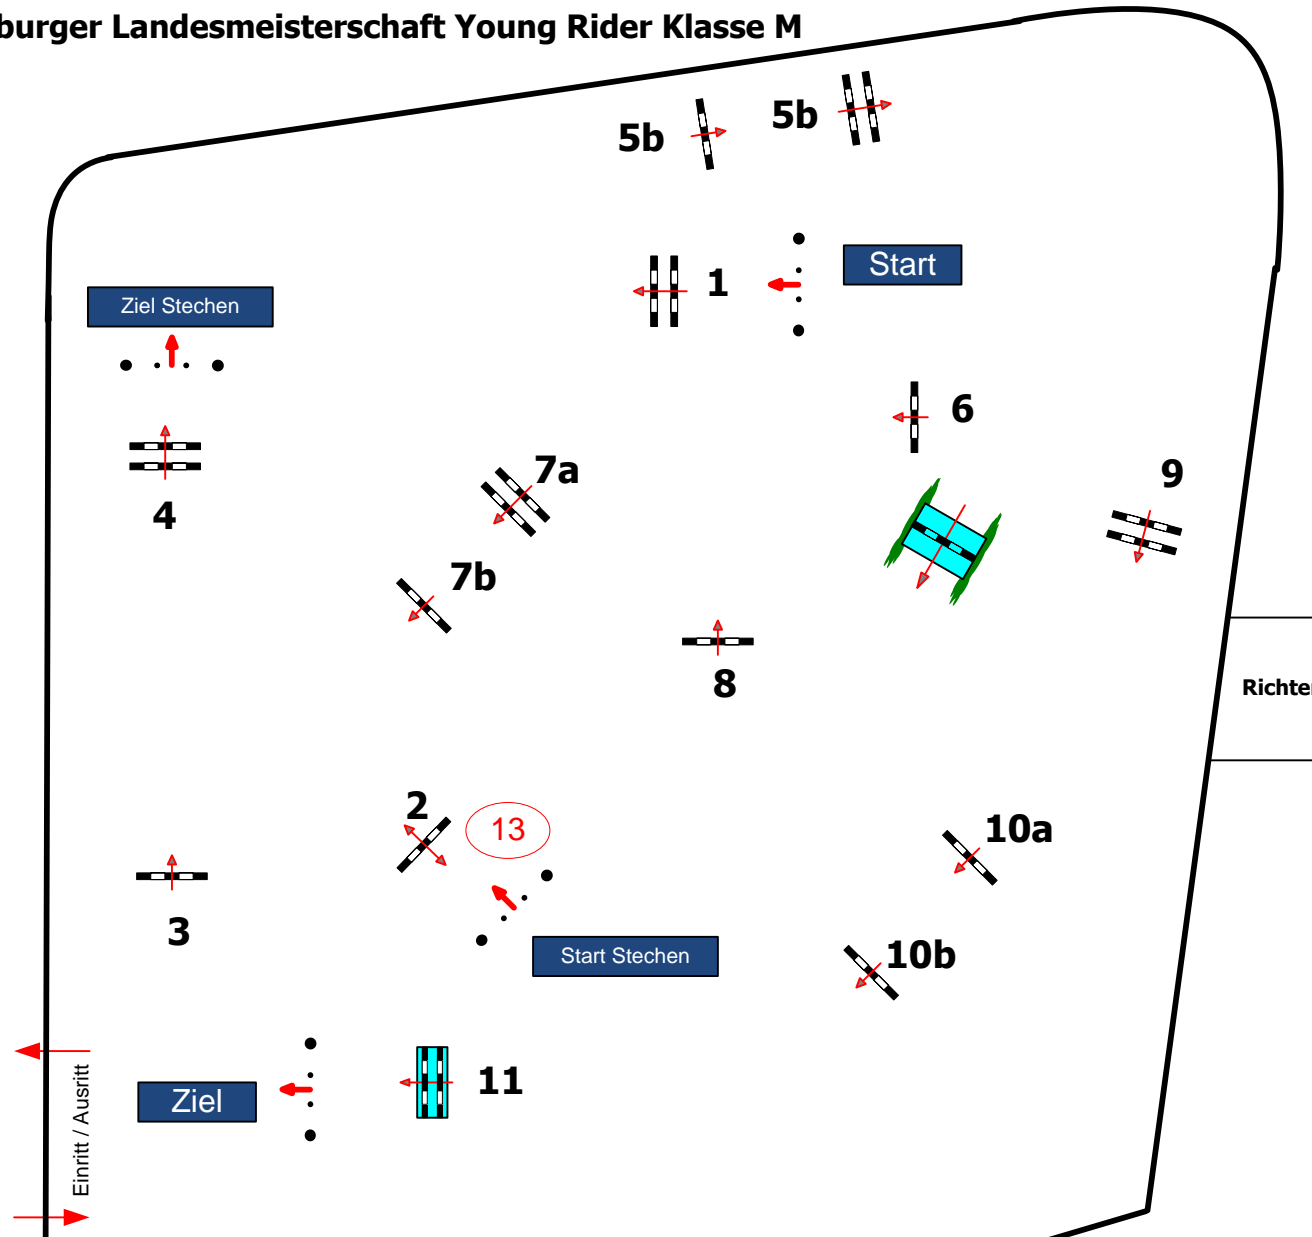 burger Landesmeisterschaft Young Rider Klasse M
5b
5b
1
Start
Ziel Stechen
6
4
7a
9
7b
8
Richter
2
13
10a
3
10b
Start Stechen
11
Ziel
Einritt / Ausritt